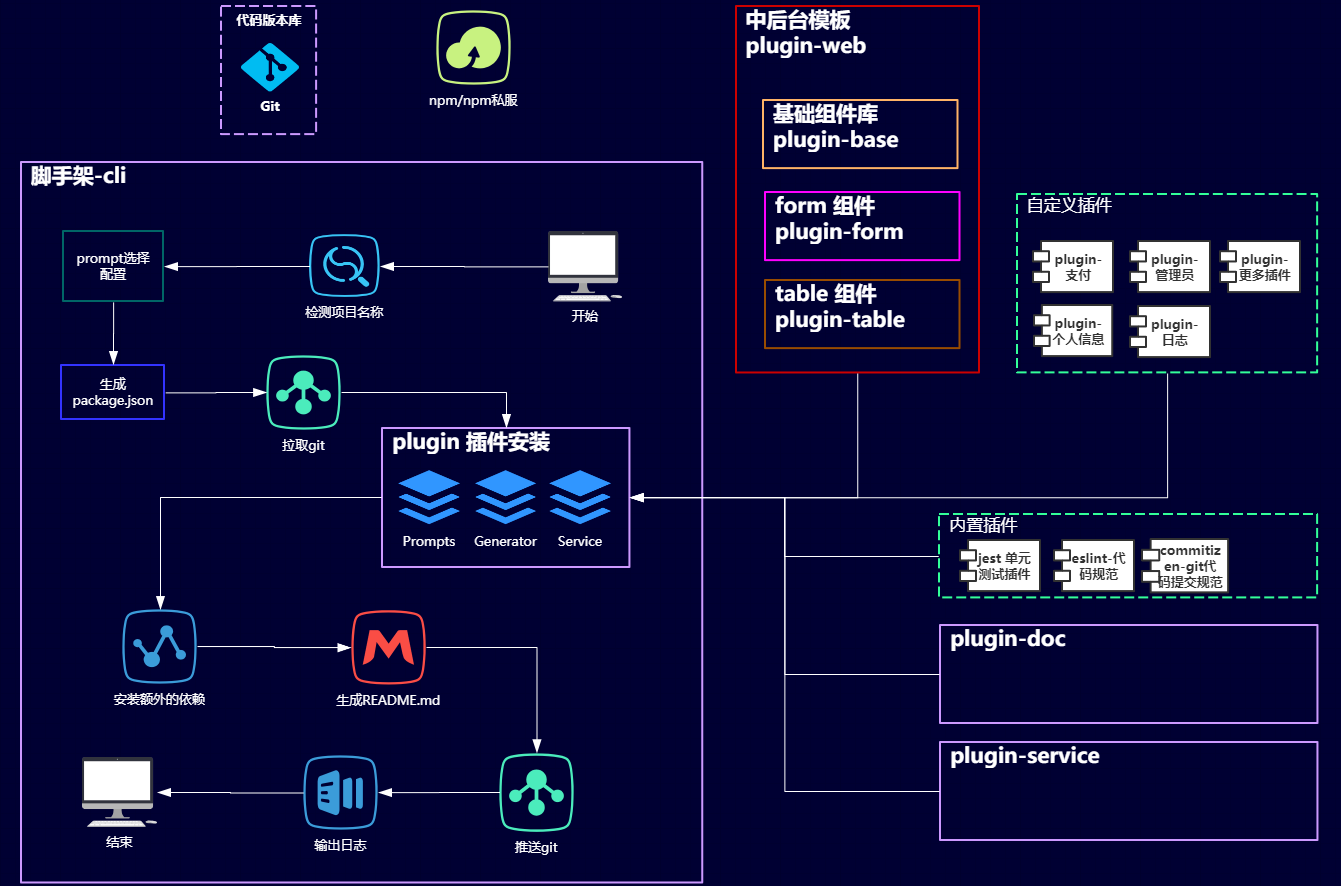 代码版本库
Git
npm/npm私服
脚手架-cli
prompt选择
配置
检测项目名称
开始
生成
package.json
拉取git
plugin 插件安装
Prompts
Generator
Service
安装额外的依赖
生成README.md
结束
输出日志
推送git
中后台模板
plugin-web
基础组件库
plugin-base
form 组件
plugin-form
table 组件
plugin-table
自定义插件
plugin-
支付
plugin-
管理员
plugin-
更多插件
plugin-
个人信息
plugin-
日志
内置插件
jest 单元
测试插件
eslint-代
码规范
commitiz
en-git代
码提交规范
plugin-doc
plugin-service